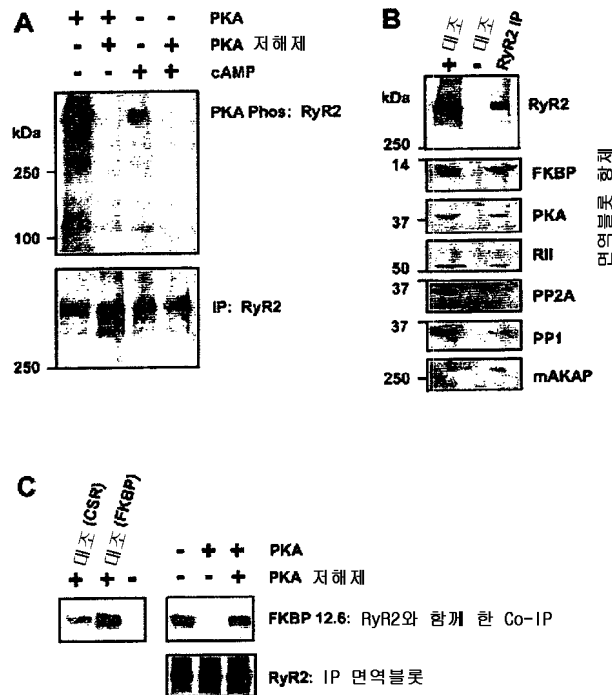 A
+ + - - PKA
- + - + PKA 저해제
- - + + cAMP
kDa
250
100
PKA Phos: RyR2
250
IP: RyR2
B
+ 대조
- 대조
RyR2 IP
kDa
250
RyR2
14
FKBP
37
PKA
50
RII
37
PP2A
37
PP1
250
mAKAP
면역블롯 항체
C
대조 (CSR)
대조 (FKBP)
+ + -
- + + PKA
- - + PKA 저해제
FKBP 12.6: RyR2와 함께 한 Co-IP
RyR2: IP 면역블롯